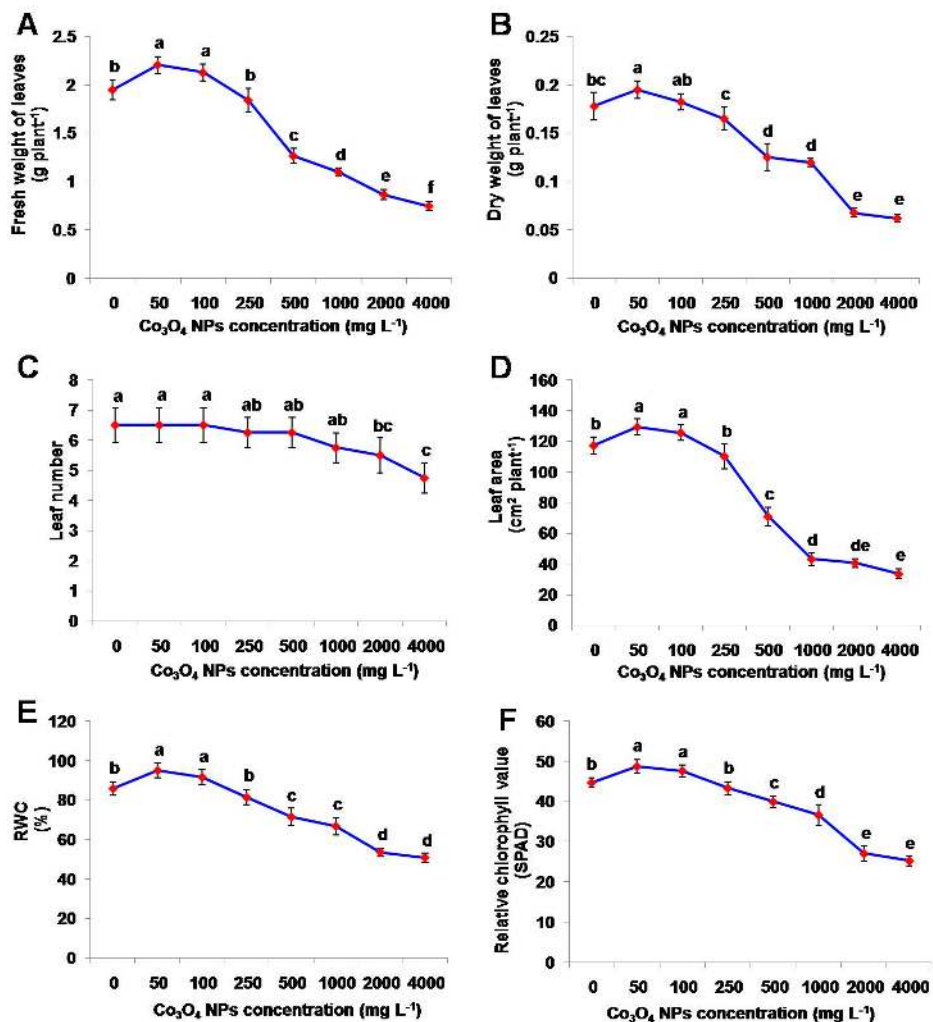 A
Fresh weight of leaves
(g plant⁻¹)
2.5
2
1.5
1
0.5
0
b a a b c d e f
0 50 100 250 500 1000 2000 4000
Co₃O₄ NPs concentration (mg L⁻¹)
B
Dry weight of leaves
(g plant⁻¹)
0.25
0.2
0.15
0.1
0.05
0
bc a ab c d d e e
0 50 100 250 500 1000 2000 4000
Co₃O₄ NPs concentration (mg L⁻¹)
C
Leaf number
8
7
6
5
4
3
2
1
0
a a a ab ab ab bc c
0 50 100 250 500 1000 2000 4000
Co₃O₄ NPs concentration (mg L⁻¹)
D
Leaf area
(cm² plant⁻¹)
160
140
120
100
80
60
40
20
0
b a a b c d de e
0 50 100 250 500 1000 2000 4000
Co₃O₄ NPs concentration (mg L⁻¹)
E
RWC
(%)
120
100
80
60
40
20
0
b a a b c c d d
0 50 100 250 500 1000 2000 4000
Co₃O₄ NPs concentration (mg L⁻¹)
F
Relative chlorophyll value
(SPAD)
60
50
40
30
20
10
0
b a a b c d e e
0 50 100 250 500 1000 2000 4000
Co₃O₄ NPs concentration (mg L⁻¹)